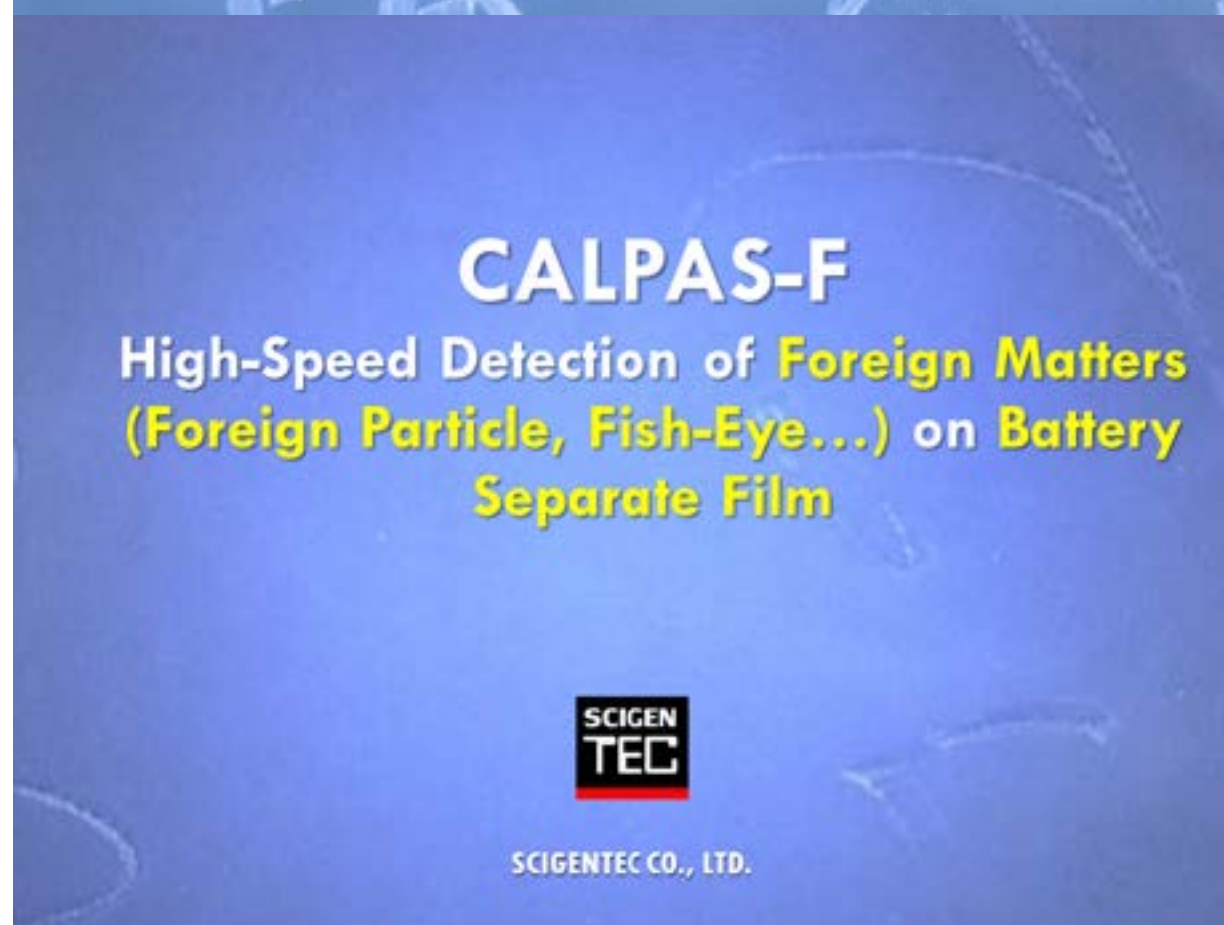 CALPAS-F
High-Speed Detection of Foreign Matters
(Foreign Particle, Fish-Eye...) on Battery
Separate Film
SCIGEN
TEC
SCIGENTEC CO., LTD.